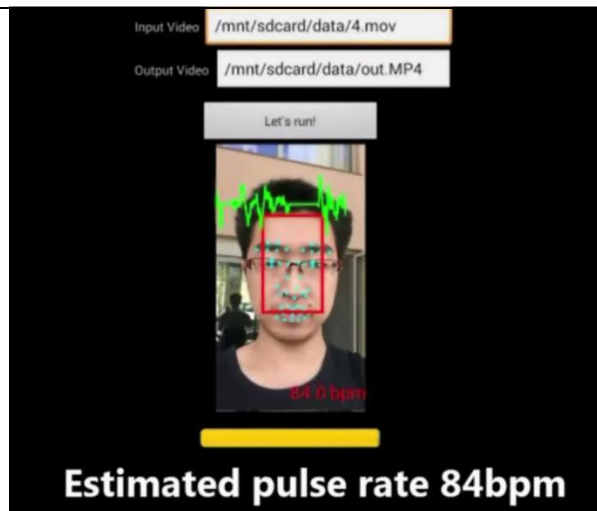 Input Video /mnt/sdcard/data/4.mov
Output Video /mnt/sdcard/data/out.MP4
Let's run!
84.0 bpm
Estimated pulse rate 84bpm